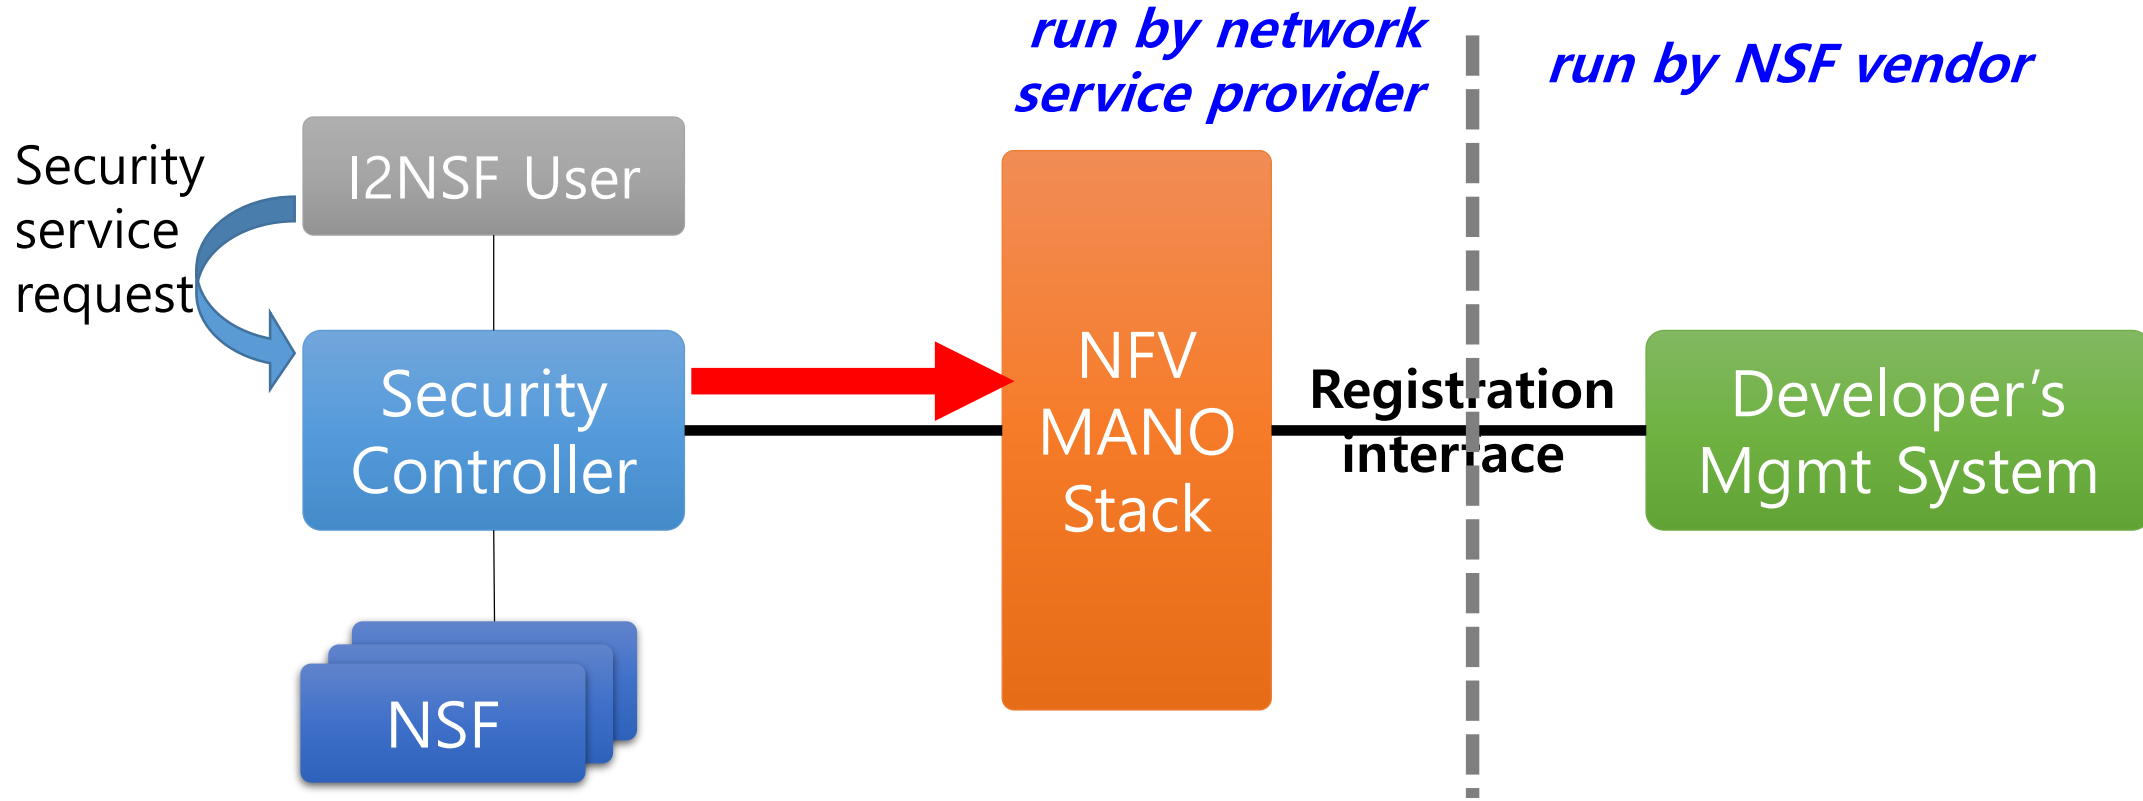 run by network
service provider
run by NSF vendor
Security
service
request
I2NSF User
Security
Controller
NFV
MANO
Stack
Registration
interface
Developer’s
Mgmt System
NSF